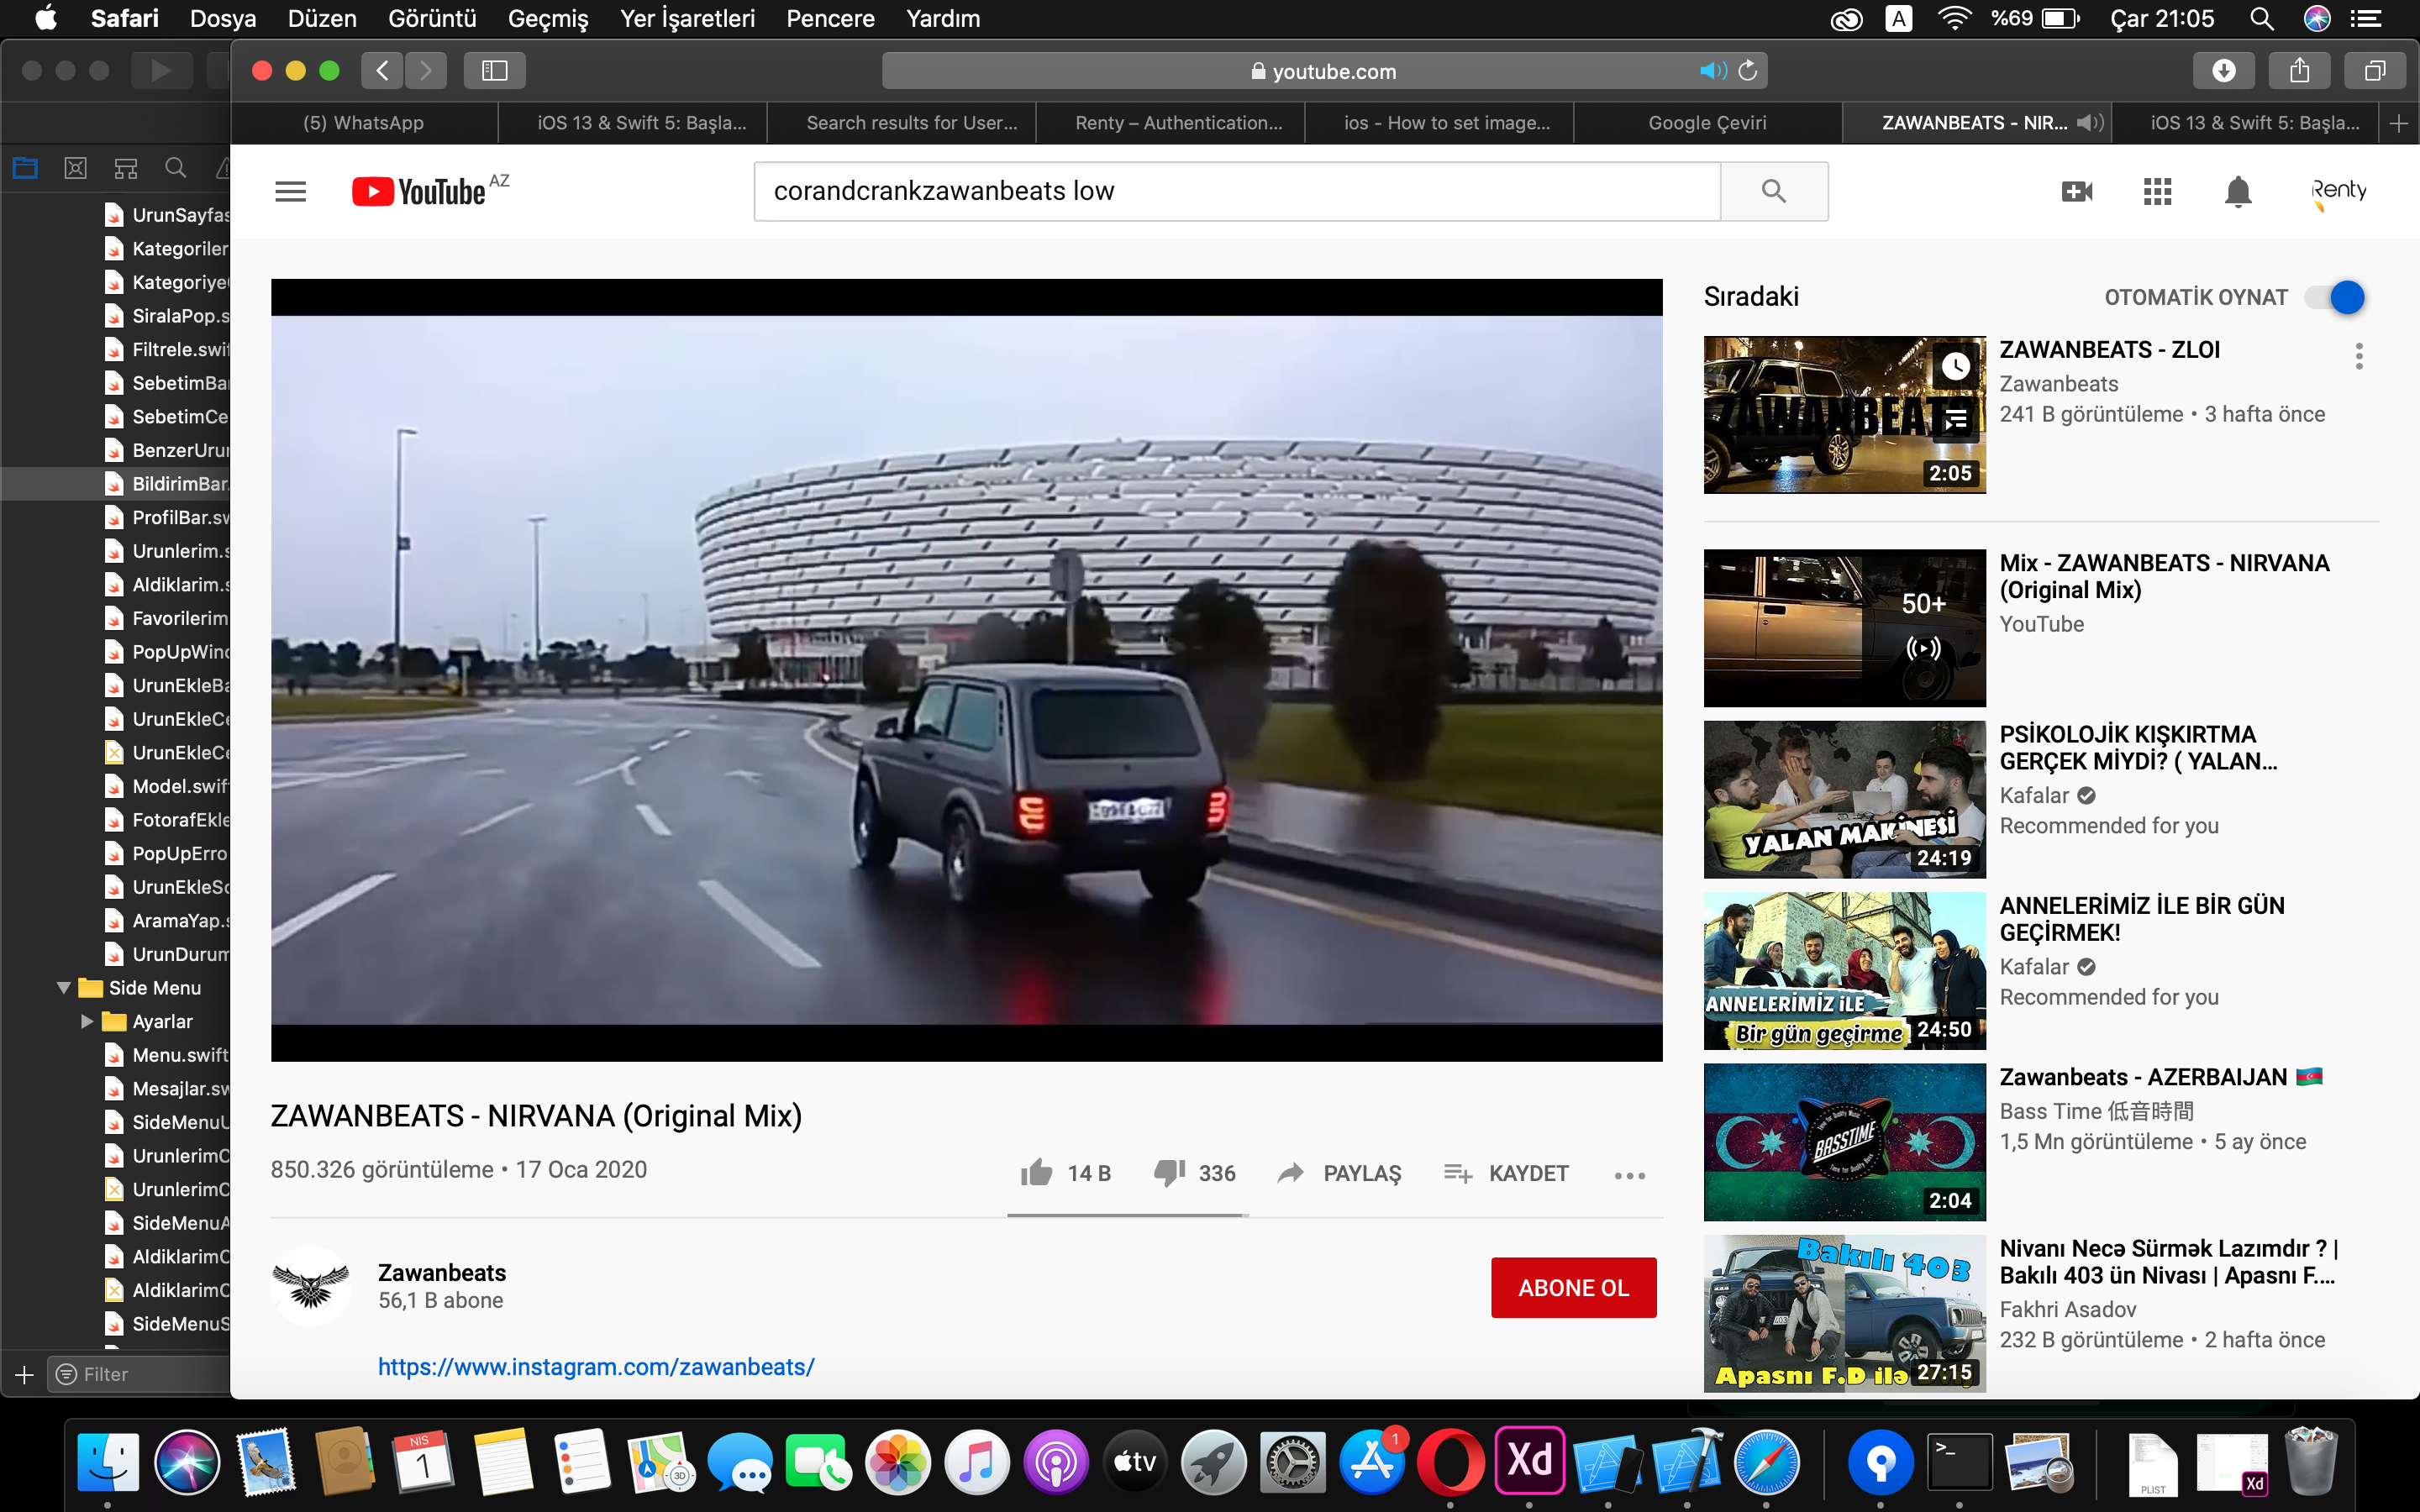 Safari Dosya Düzen Görüntü Geçmiş Yer İşaretleri Pencere Yardım
A %69 Çar 21:05
youtube.com
(5) WhatsApp
iOS 13 & Swift 5: Başla...
Search results for User...
Renty – Authentication...
ios - How to set image...
Google Çeviri
ZAWANBEATS - NIR...
iOS 13 & Swift 5: Başla...
YouTube AZ
corandcrankzawanbeats low
Renty
UrunSayfas
Kategoriler
Kategoriye
SiralaPop.s
Filtrele.swi
SebetimBa
SebetimCe
BenzerUru
BildirimBar.
ProfilBar.sw
Urunlerim.s
Aldiklarim.s
Favorilerim
PopUpWin
UrunEkleBa
UrunEkleCe
UrunEkleCe
Model.swif
FotorafEkle
PopUpErro
UrunEkleSo
AramaYap.s
UrunDurum
Side Menu
Ayarlar
Menu.swift
Mesajlar.sw
SideMenuU
UrunlerimC
UrunlerimC
SideMenuA
AldiklarimC
AldiklarimC
SideMenuS
Filter
ZAWANBEATS - NIRVANA (Original Mix)
850.326 görüntüleme • 17 Oca 2020
14 B 336 PAYLAŞ KAYDET
Zawanbeats
56,1 B abone
ABONE OL
https://www.instagram.com/zawanbeats/
Sıradaki
OTOMATİK OYNAT
ZAWANBEATS
2:05
ZAWANBEATS - ZLOI
Zawanbeats
241 B görüntüleme • 3 hafta önce
50+
Mix - ZAWANBEATS - NIRVANA
(Original Mix)
YouTube
YALAN MAKİNESİ
24:19
PSİKOLOJİK KIŞKIRTMA
GERÇEK MİYDİ? ( YALAN...
Kafalar
Recommended for you
ANNELERİMİZ İLE
Bir gün geçirme
24:50
ANNELERİMİZ İLE BİR GÜN
GEÇİRMEK!
Kafalar
Recommended for you
BASSTIME
2:04
Zawanbeats - AZERBAIJAN 🇦🇿
Bass Time 低音時間
1,5 Mn görüntüleme • 5 ay önce
Bakılı 403
Apasnı F.D ilə
27:15
Nivanı Necə Sürmək Lazımdır ? |
Bakılı 403 ün Nivası | Apasnı F....
Fakhri Asadov
232 B görüntüleme • 2 hafta önce
NIS
1
3D
tv
1
Xd
>_
PLIST
Xd